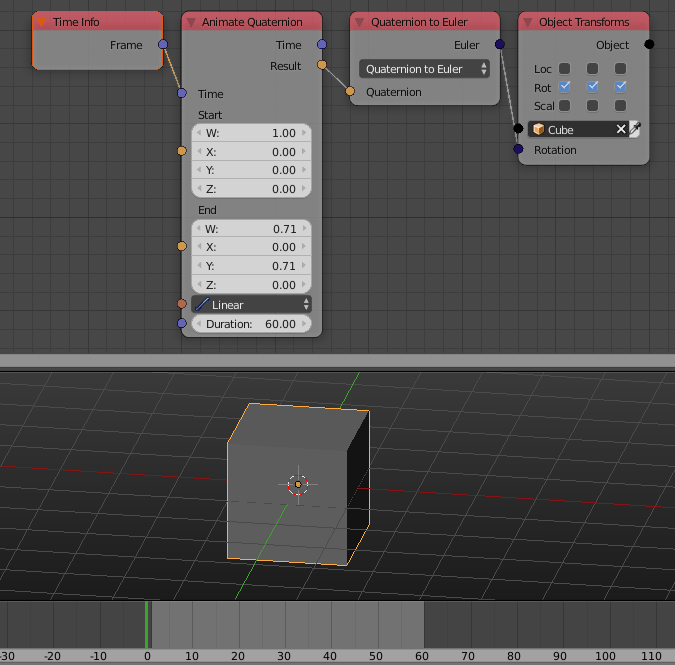 Time Info
Frame
Animate Quaternion
Time
Result
Time
Start
W: 1.00
X: 0.00
Y: 0.00
Z: 0.00
End
W: 0.71
X: 0.00
Y: 0.71
Z: 0.00
Linear
Duration: 60.00
Quaternion to Euler
Euler
Quaternion to Euler
Quaternion
Object Transforms
Object
Loc
Rot
Scal
Cube
Rotation
-30 -20 -10 0 10 20 30 40 50 60 70 80 90 100 110